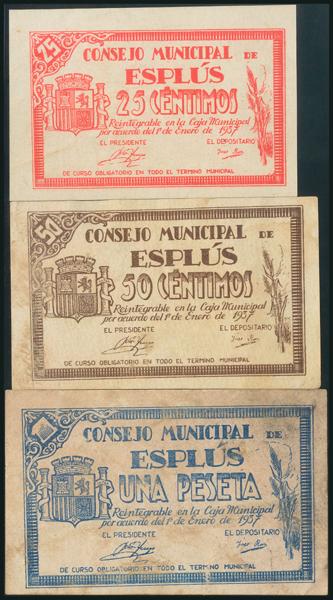 25
CONSEJO MUNICIPAL DE
ESPLÚS
25 CÉNTIMOS
Reintegrable en la Caja Municipal
por acuerdo del 1º de Enero de 1937
EL PRESIDENTE EL DEPOSITARIO
DE CURSO OBLIGATORIO EN TODO EL TERMINO MUNICIPAL
50
CONSEJO MUNICIPAL DE
ESPLÚS
50 CÉNTIMOS
Reintegrable en la Caja Municipal
por acuerdo del 1º de Enero de 1937
EL PRESIDENTE EL DEPOSITARIO
DE CURSO OBLIGATORIO EN TODO EL TERMINO MUNICIPAL
CONSEJO MUNICIPAL DE
ESPLÚS
UNA PESETA
Reintegrable en la Caja Municipal
por acuerdo del 1º de Enero de 1937
EL PRESIDENTE EL DEPOSITARIO
DE CURSO OBLIGATORIO EN TODO EL TERMINO MUNICIPAL